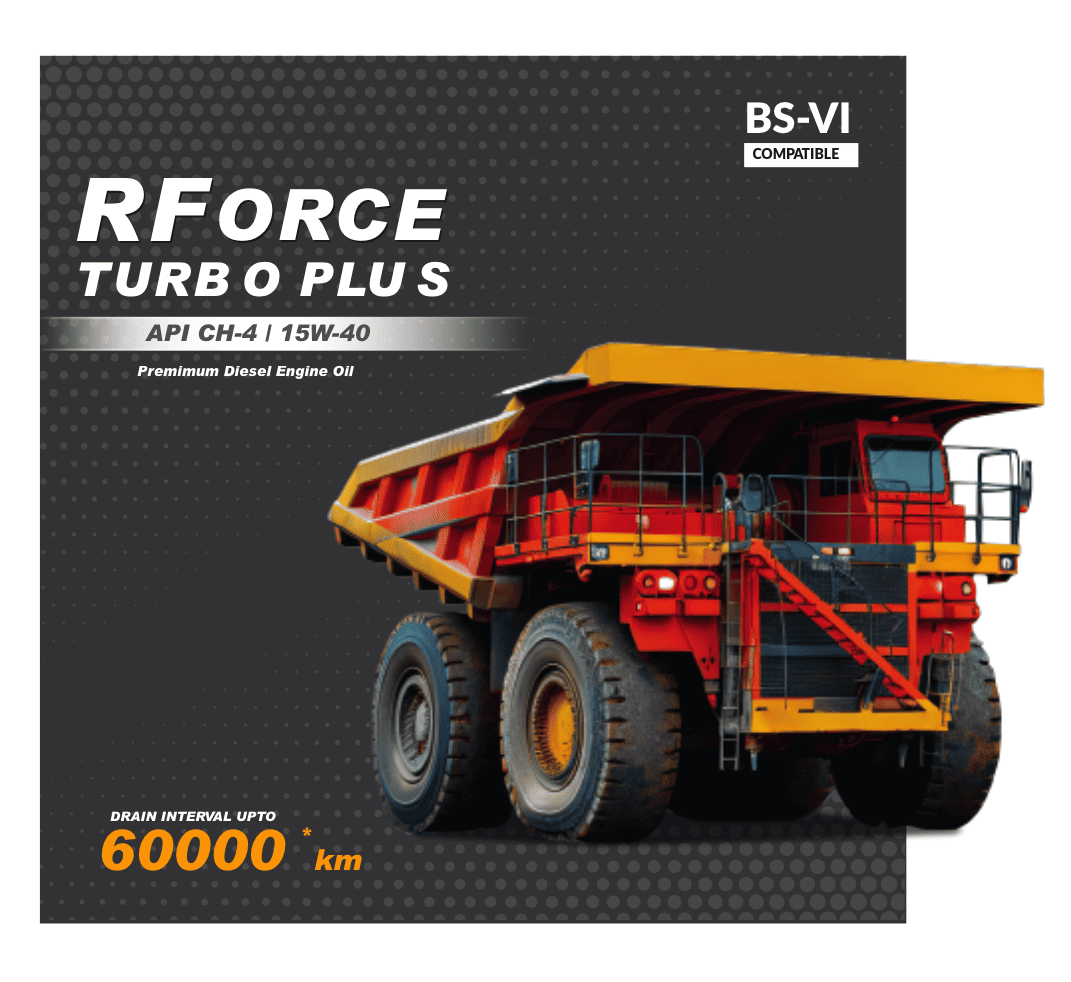 BS-VI
COMPATIBLE
RFORCE
TURBO PLUS
API CH-4 | 15W-40
Premimum Diesel Engine Oil
DRAIN INTERVAL UPTO
60000 * km